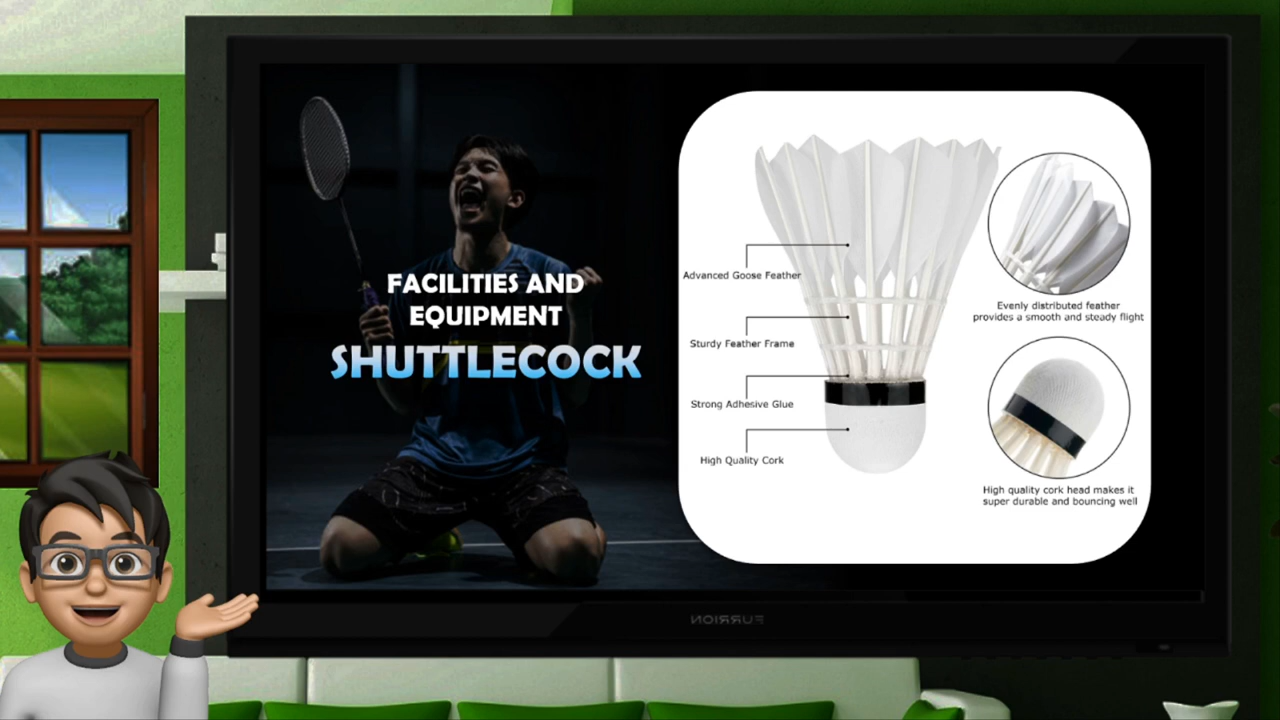 FACILITIES AND
EQUIPMENT
SHUTTLECOCK
Advanced Goose Feather
Sturdy Feather Frame
Strong Adhesive Glue
High Quality Cork
Evenly distributed feather
provides a smooth and steady flight
High quality cork head makes it
super durable and bouncing well
EURRION